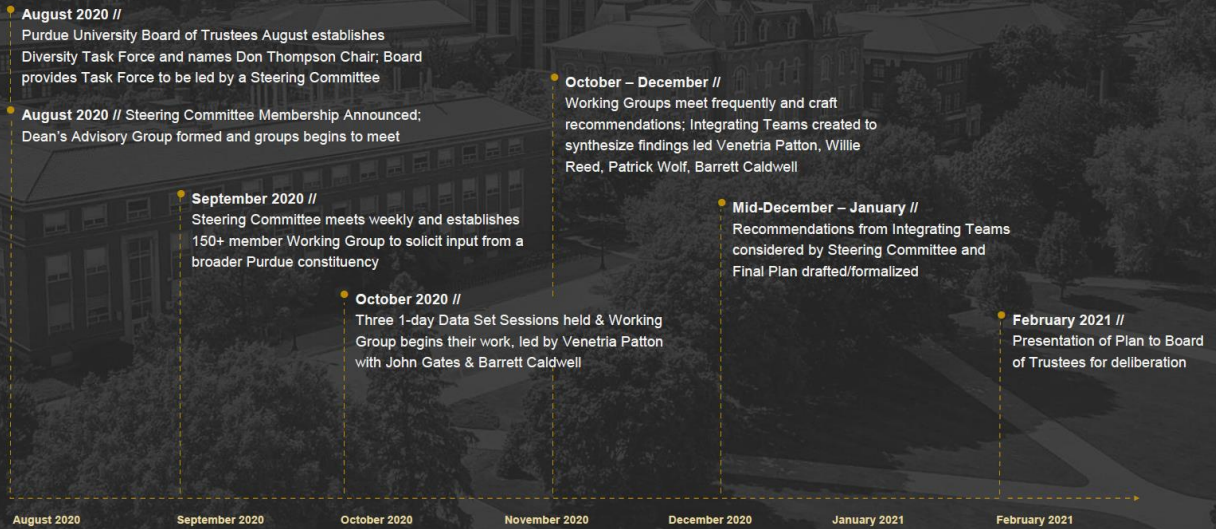 August 2020 //
Purdue University Board of Trustees August establishes
Diversity Task Force and names Don Thompson Chair; Board
provides Task Force to be led by a Steering Committee
August 2020 // Steering Committee Membership Announced;
Dean's Advisory Group formed and groups begins to meet
September 2020 //
Steering Committee meets weekly and establishes
150+ member Working Group to solicit input from a
broader Purdue constituency
October 2020 //
Three 1-day Data Set Sessions held & Working
Group begins their work, led by Venetria Patton
with John Gates & Barrett Caldwell
October – December //
Working Groups meet frequently and craft
recommendations; Integrating Teams created to
synthesize findings led Venetria Patton, Willie
Reed, Patrick Wolf, Barrett Caldwell
Mid-December – January //
Recommendations from Integrating Teams
considered by Steering Committee and
Final Plan drafted/formalized
February 2021 //
Presentation of Plan to Board
of Trustees for deliberation
August 2020
September 2020
October 2020
November 2020
December 2020
January 2021
February 2021